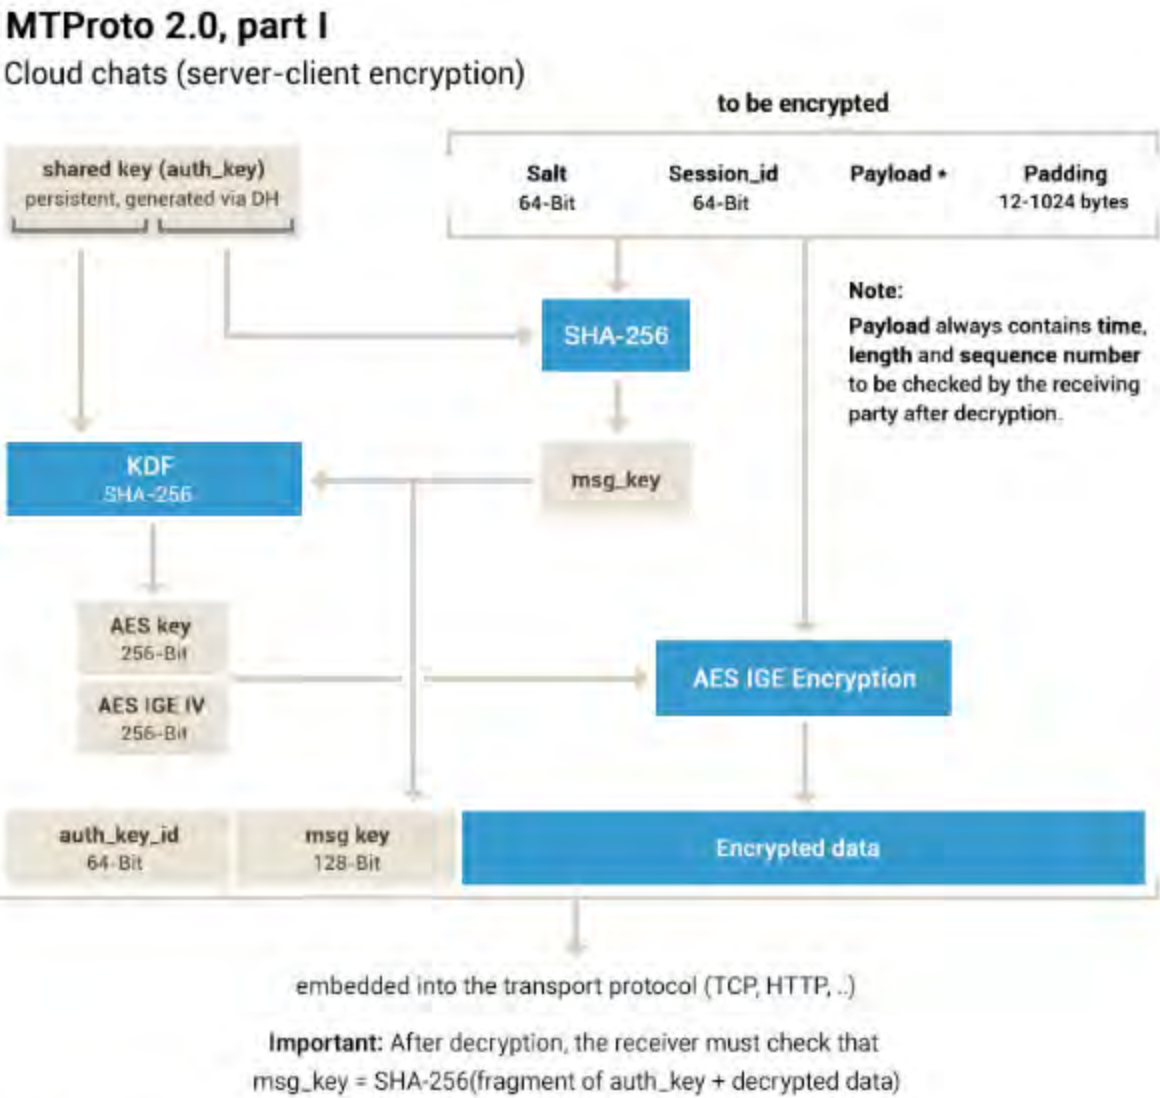 MTProto 2.0, part I
Cloud chats (server-client encryption)
to be encrypted
shared key (auth_key)
persistent, generated via DH
Salt
64-Bit
Session_id
64-Bit
Payload *
Padding
12-1024 bytes
Note:
Payload always contains time,
length and sequence number
to be checked by the receiving
party after decryption.
SHA-256
KDF
SHA-256
msg_key
AES key
256-Bit
AES IGE IV
256-Bit
AES IGE Encryption
auth_key_id
64-Bit
msg key
128-Bit
Encrypted data
embedded into the transport protocol (TCP, HTTP, ..)
Important: After decryption, the receiver must check that
msg_key = SHA-256(fragment of auth_key + decrypted data)